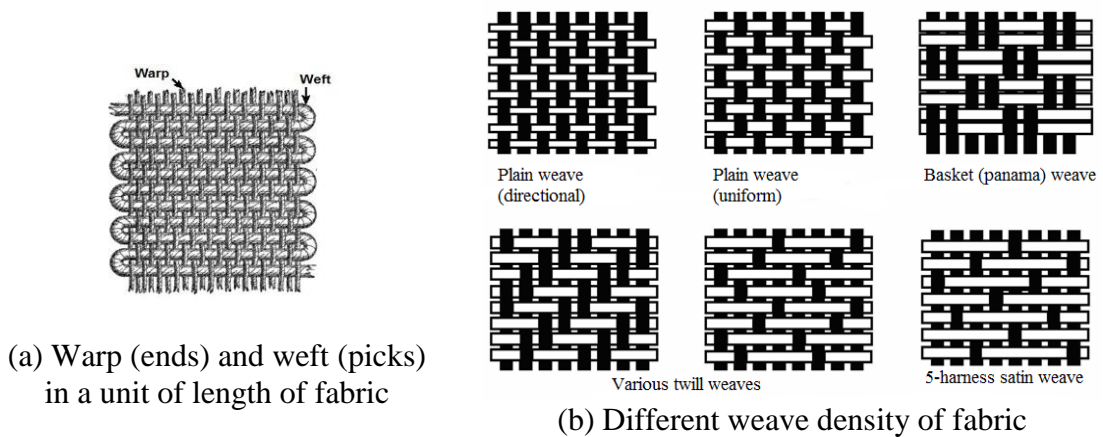 Warp
Weft
(a) Warp (ends) and weft (picks)
in a unit of length of fabric
Plain weave
(directional)
Plain weave
(uniform)
Basket (panama) weave
Various twill weaves
5-harness satin weave
(b) Different weave density of fabric